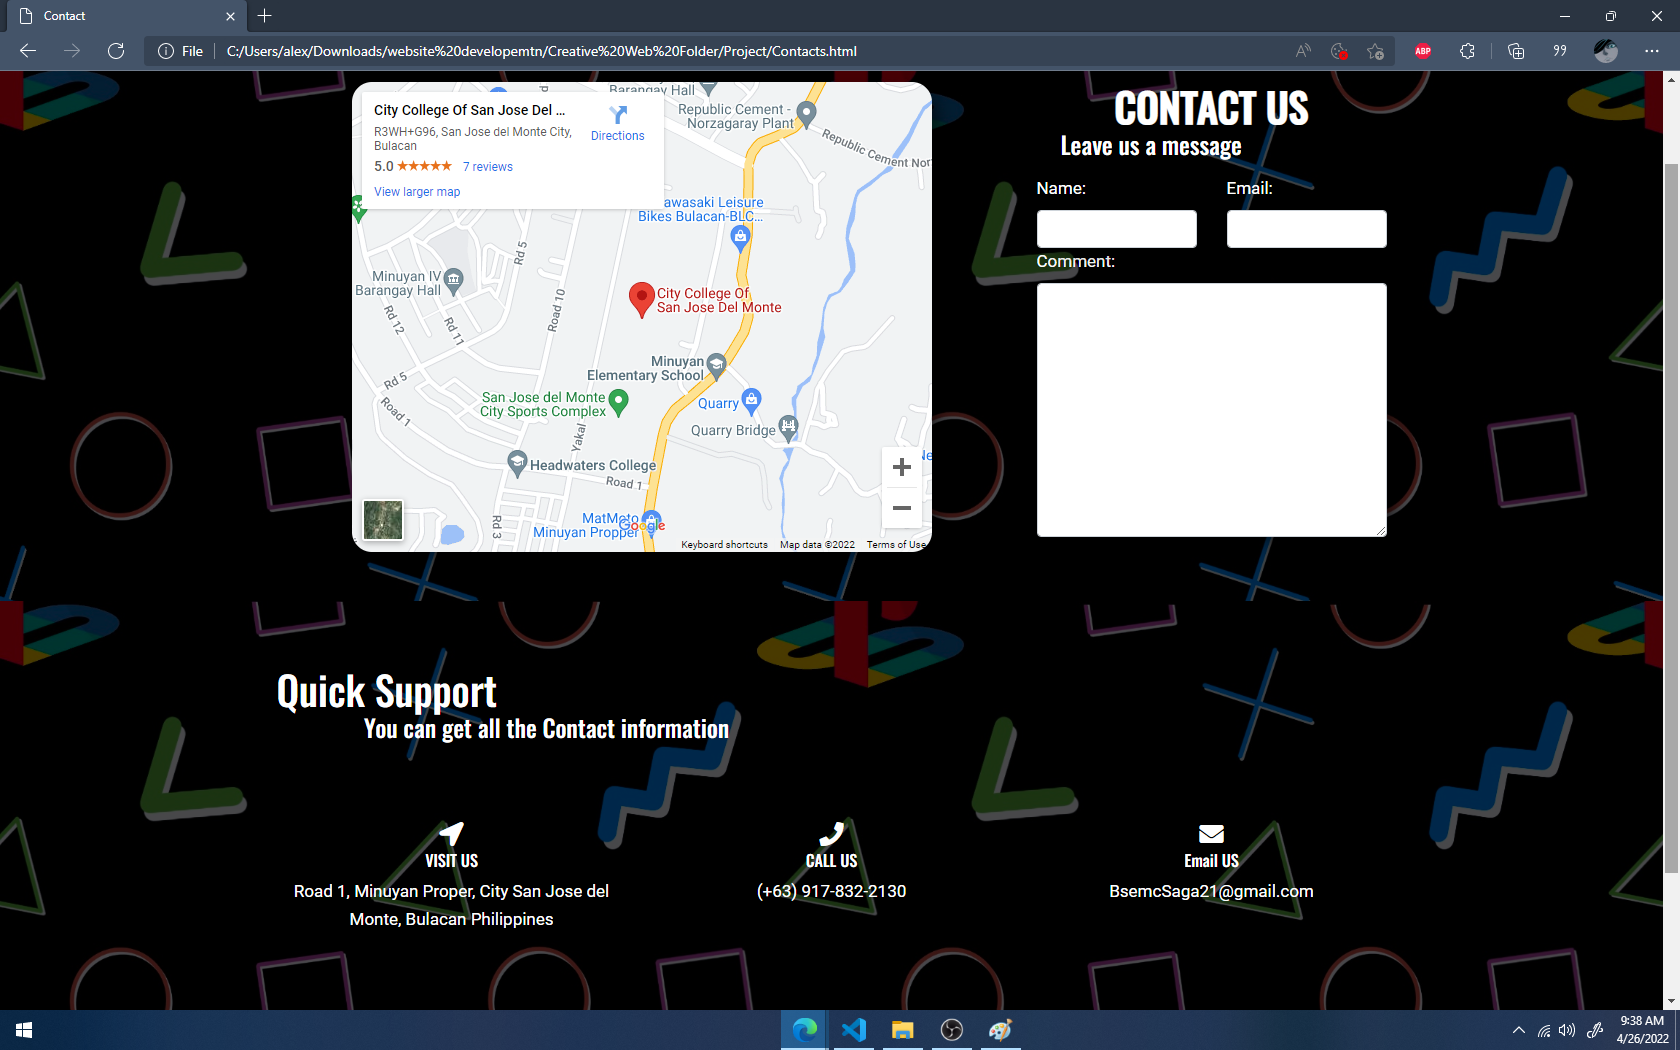 Contact
File
C:/Users/alex/Downloads/website%20developemtn/Creative%20Web%20Folder/Project/Contacts.html
ABP
City College Of San Jose Del ...
R3WH+G96, San Jose del Monte City,
Bulacan
5.0
7 reviews
View larger map
Directions
Barangay Hall
Republic Cement -
Norzagaray Plant
Republic Cement Nor
awasaki Leisure
Bikes Bulacan-BLC...
Minuyan IV
Barangay Hall
Rd 5
Road 10
Rd 12
Rd 11
City College Of
San Jose Del Monte
Minuyan
Elementary School
Rd 5
Road 1
San Jose del Monte
City Sports Complex
Quarry
Quarry Bridge
Yakal
Ne
Headwaters College
Road 1
Rd 3
MatMoto
Minuyan Propper
Google
Keyboard shortcuts
Map data ©2022
Terms of Use
CONTACT US
Leave us a message
Name:
Email:
Comment:
Quick Support
You can get all the Contact information
VISIT US
Road 1, Minuyan Proper, City San Jose del
Monte, Bulacan Philippines
CALL US
(+63) 917-832-2130
Email US
BsemcSaga21@gmail.com
9:38 AM
4/26/2022